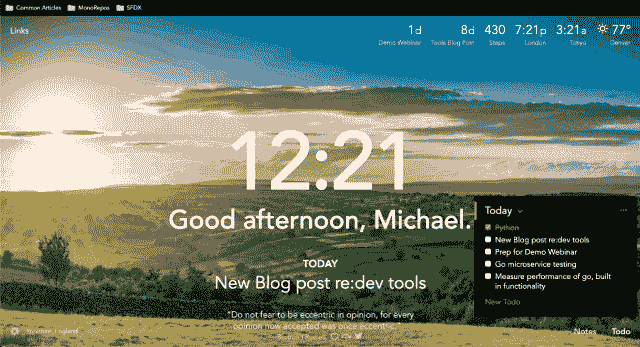 Common Articles MonoRepos SFDX
Links
1d 8d 430 7:21p 3:21a 77°
Demo Webinar Tools Blog Post Steps London Tokyo Denver
12:21
Good afternoon, Michael.
TODAY
New Blog post re:dev tools
"Do not fear to be eccentric in opinion, for every
opinion now accepted was once eccentric."
Today
Python
New Blog post re:dev tools
Prep for Demo Webinar
Go microservice testing
Measure performance of go, built
in functionality
New Todo
England
Notes Todo